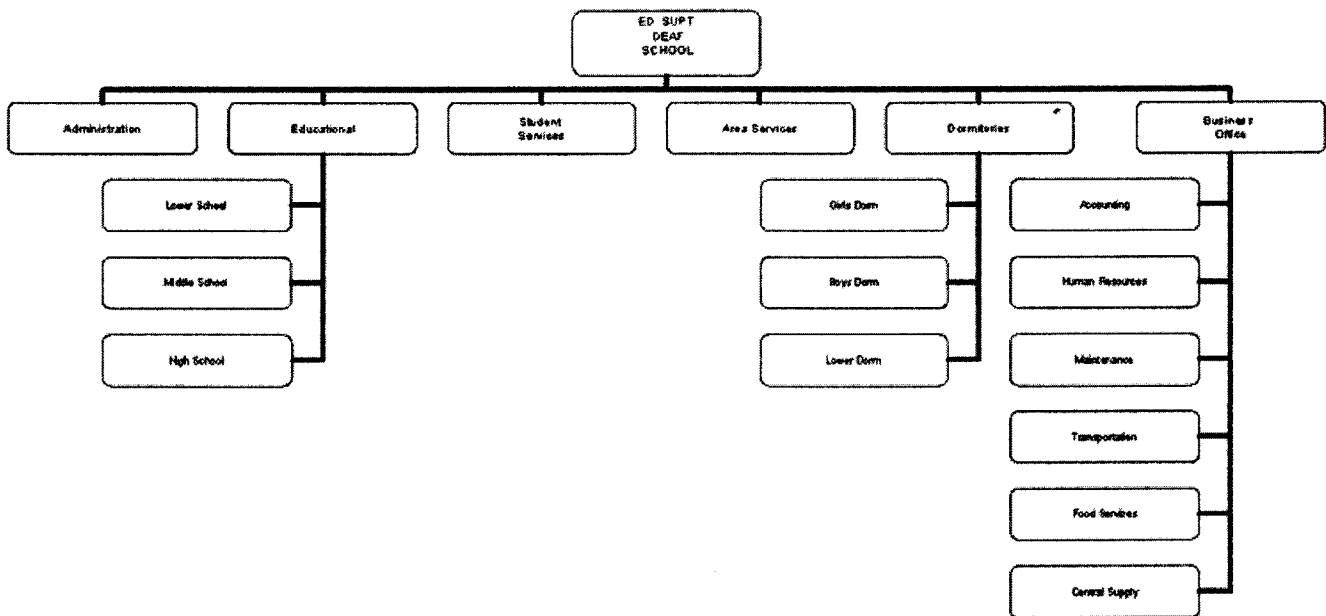 ED SUPT
DEAF
SCHOOL
Administration
Educational
Student
Services
Area Services
Dormitories
Business
Office
Lower School
Girls Dorm
Accounting
Middle School
Boys Dorm
Human Resources
High School
Lower Dorm
Maintenance
Transportation
Food Services
Central Supply